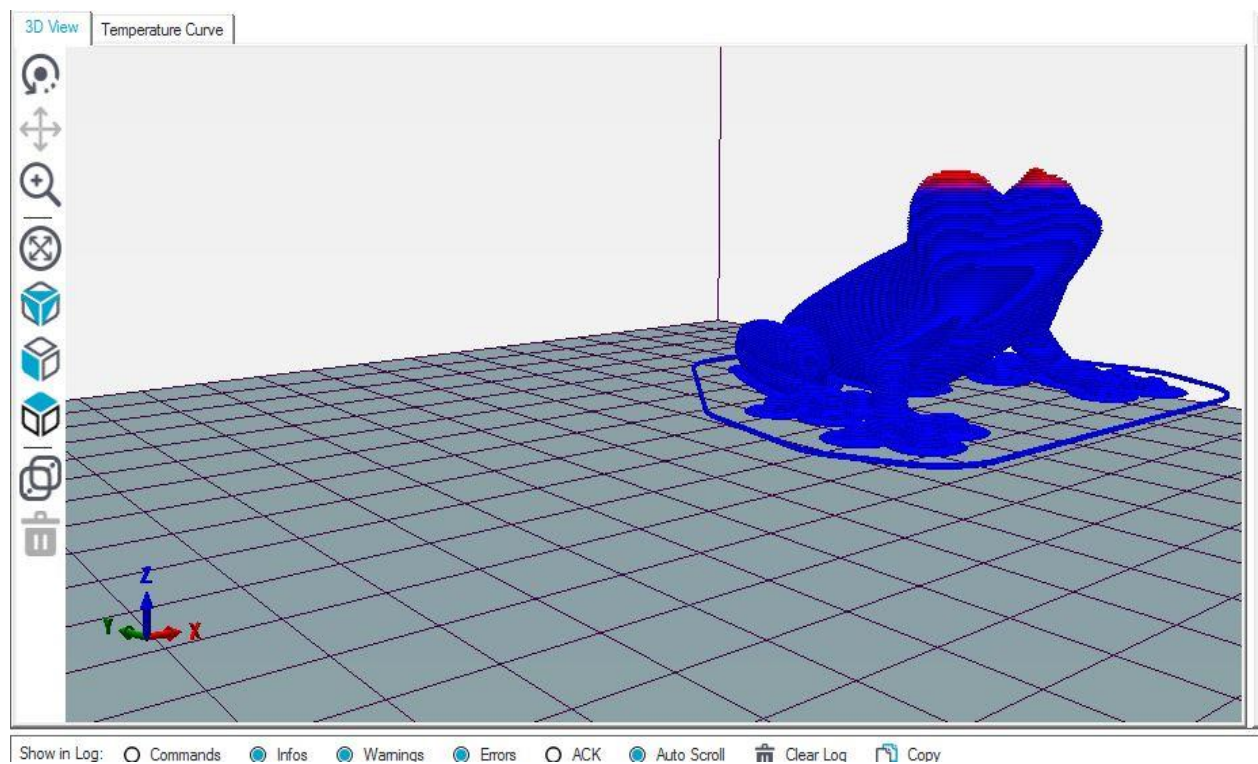 3D View Temperature Curve
Z
Y X
Show in Log: Commands Infos Warnings Errors ACK Auto Scroll Clear Log Copy